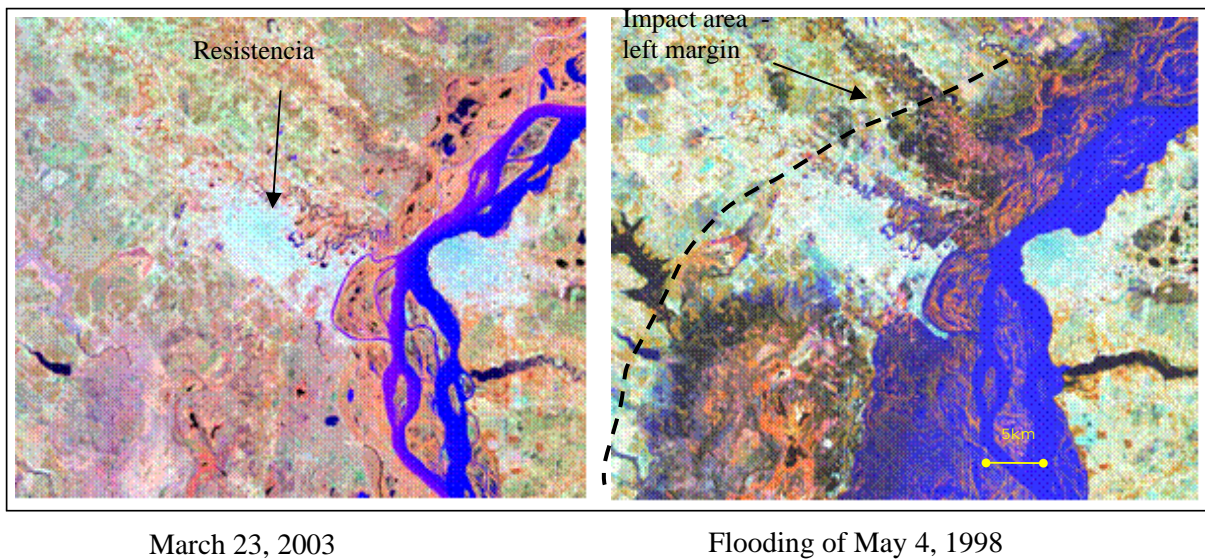 Resistencia
Impact area -
left margin
5km
March 23, 2003
Flooding of May 4, 1998